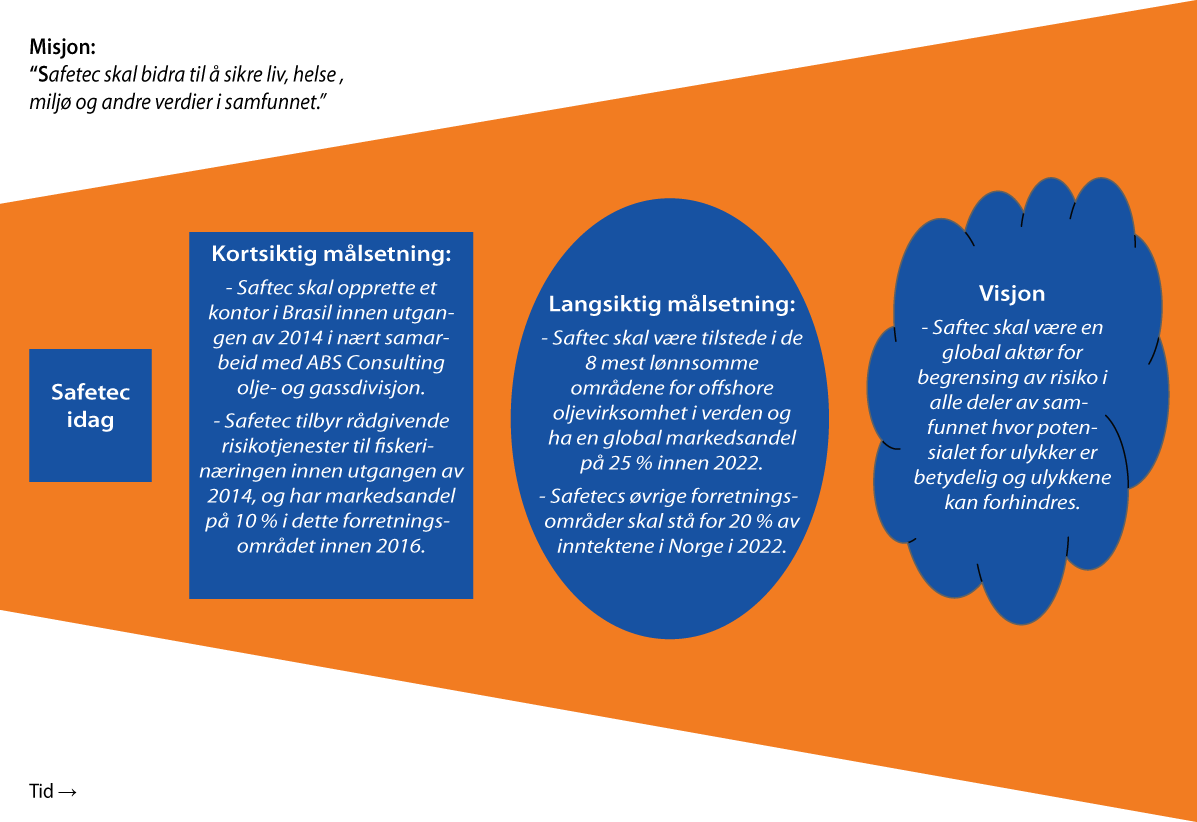 Misjon:
“Safetec skal bidra til å sikre liv, helse ,
miljø og andre verdier i samfunnet.”
Safetec
idag
Kortsiktig målsetning:
- Saftec skal opprette et
kontor i Brasil innen utgan-
gen av 2014 i nært samar-
beid med ABS Consulting
olje- og gassdivisjon.
- Safetec tilbyr rådgivende
risikotjenester til fiskeri-
næringen innen utgangen av
2014, og har markedsandel
på 10 % i dette forretnings-
området innen 2016.
Langsiktig målsetning:
- Saftec skal være tilstede i de
8 mest lønnsomme
områdene for offshore
oljevirksomhet i verden og
ha en global markedsandel
på 25 % innen 2022.
- Safetecs øvrige forretnings-
områder skal stå for 20 % av
inntektene i Norge i 2022.
Visjon
- Saftec skal være en
global aktør for
begrensing av risiko i
alle deler av sam-
funnet hvor poten-
sialet for ulykker er
betydelig og ulykkene
kan forhindres.
Tid →